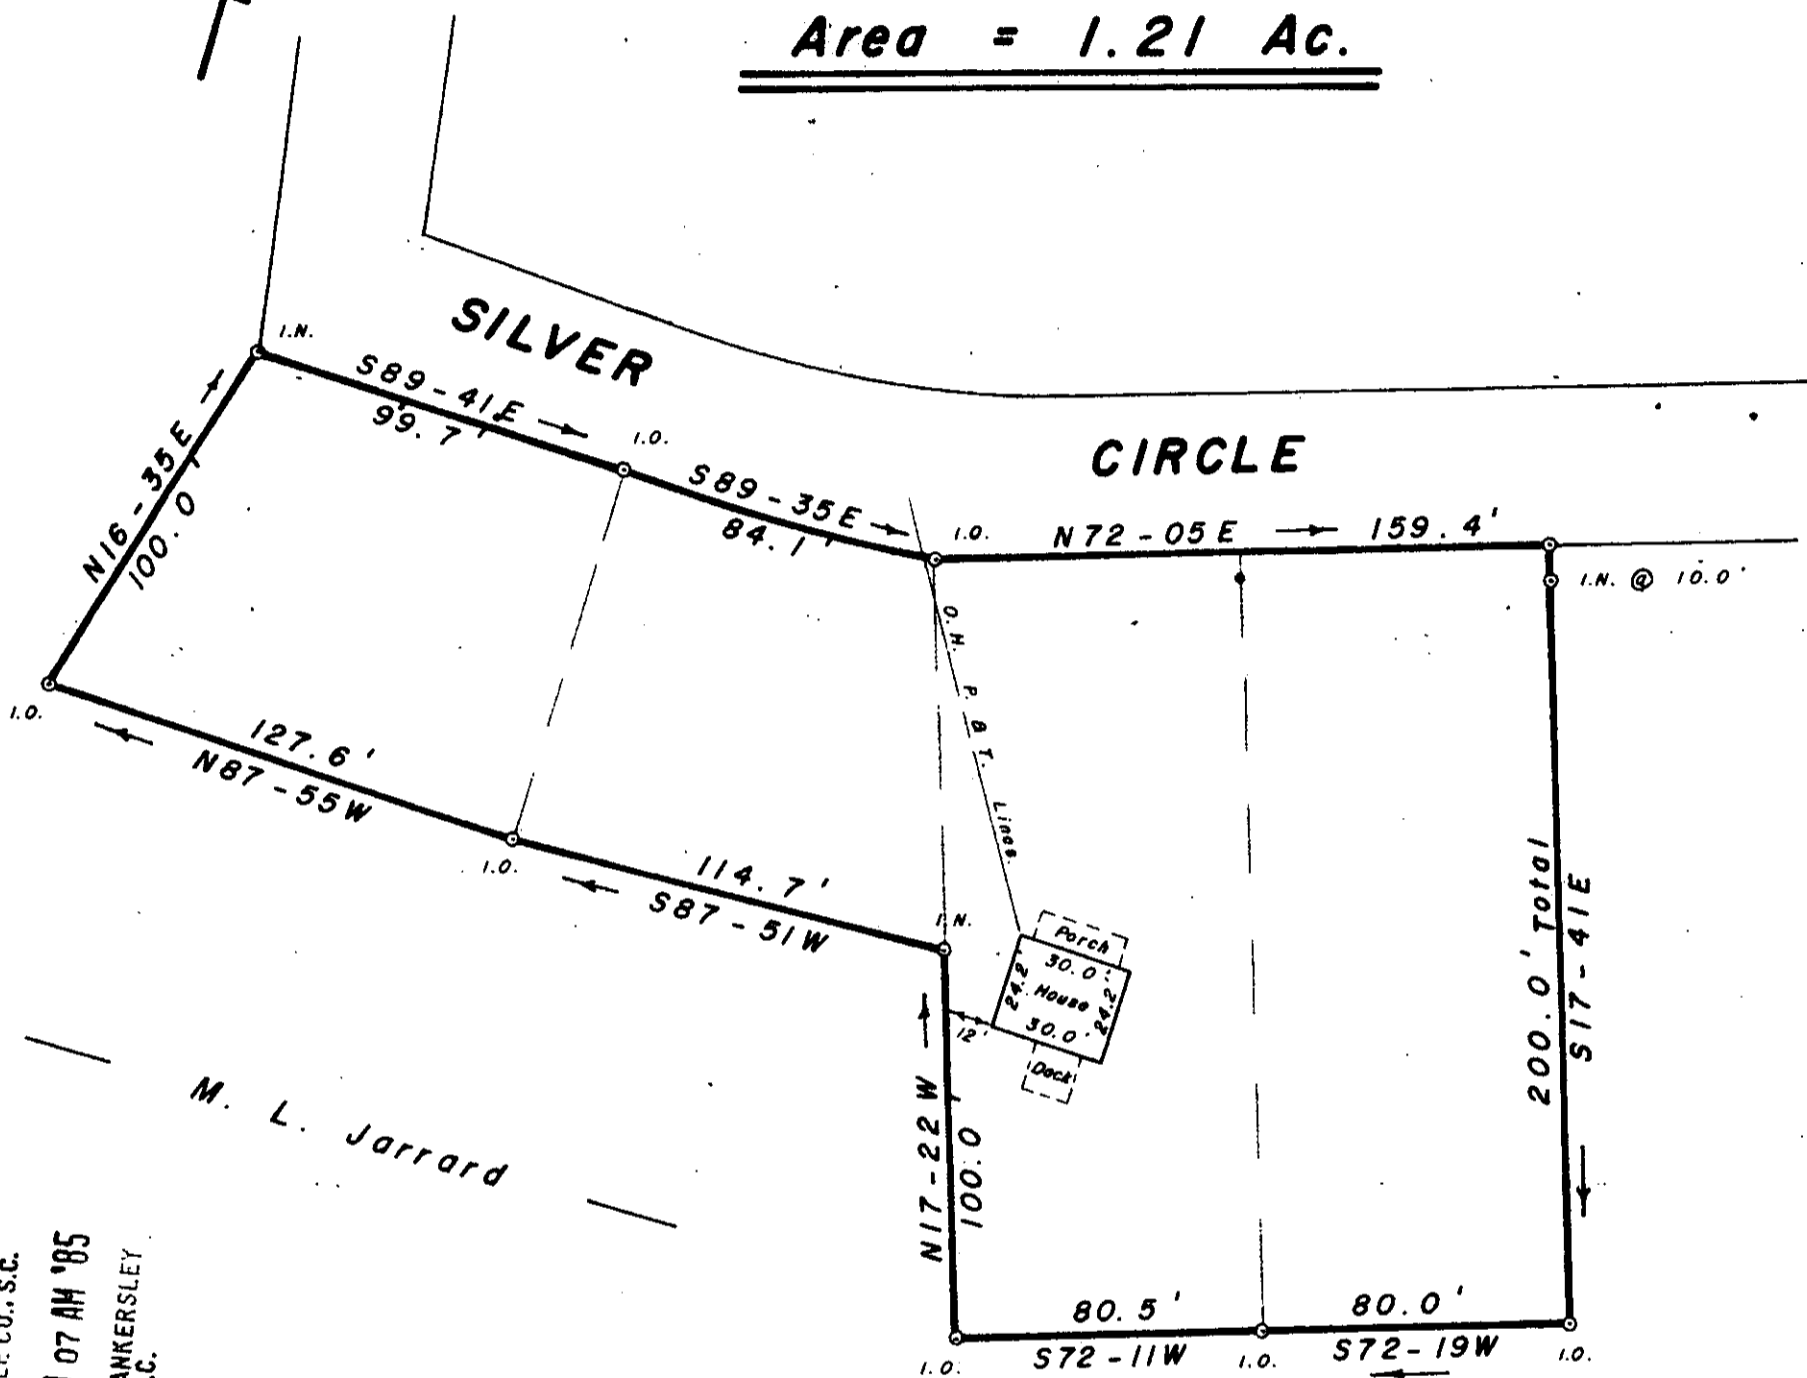 Area = 1.21 Ac.
SILVER
CIRCLE
I.N.
S89-41E
99.7'
I.O.
S89-35E
84.1'
I.O.
N72-05E
159.4'
I.N. @ 10.0'
N16-35E
100.0'
I.O.
127.6'
N87-55W
I.O.
114.7'
S87-51W
I.N.
O.H. P. & T. Lines
Porch
30.0'
24.2'
House
24.2'
30.0'
12'
Deck
200.0' Total
S17-41E
N17-22W
100.0'
M. L. Jarrard
80.5'
80.0'
I.O.
S72-11W
I.O.
S72-19W
I.O.
CO., S.C.
07 AM '85
ANKERSLEY
.C.